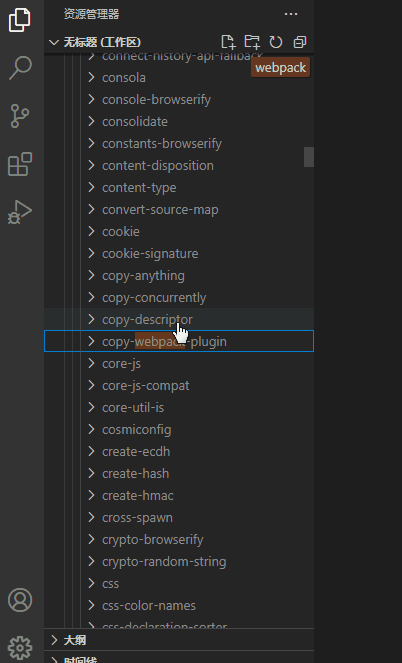 资源管理器
无标题 (工作区)
connect-history-api-fallback
webpack
consola
console-browserify
consolidate
constants-browserify
content-disposition
content-type
convert-source-map
cookie
cookie-signature
copy-anything
copy-concurrently
copy-descriptor
copy-webpack-plugin
core-js
core-js-compat
core-util-is
cosmiconfig
create-ecdh
create-hash
create-hmac
cross-spawn
crypto-browserify
crypto-random-string
css
css-color-names
css-declaration-sorter
大纲
时间线